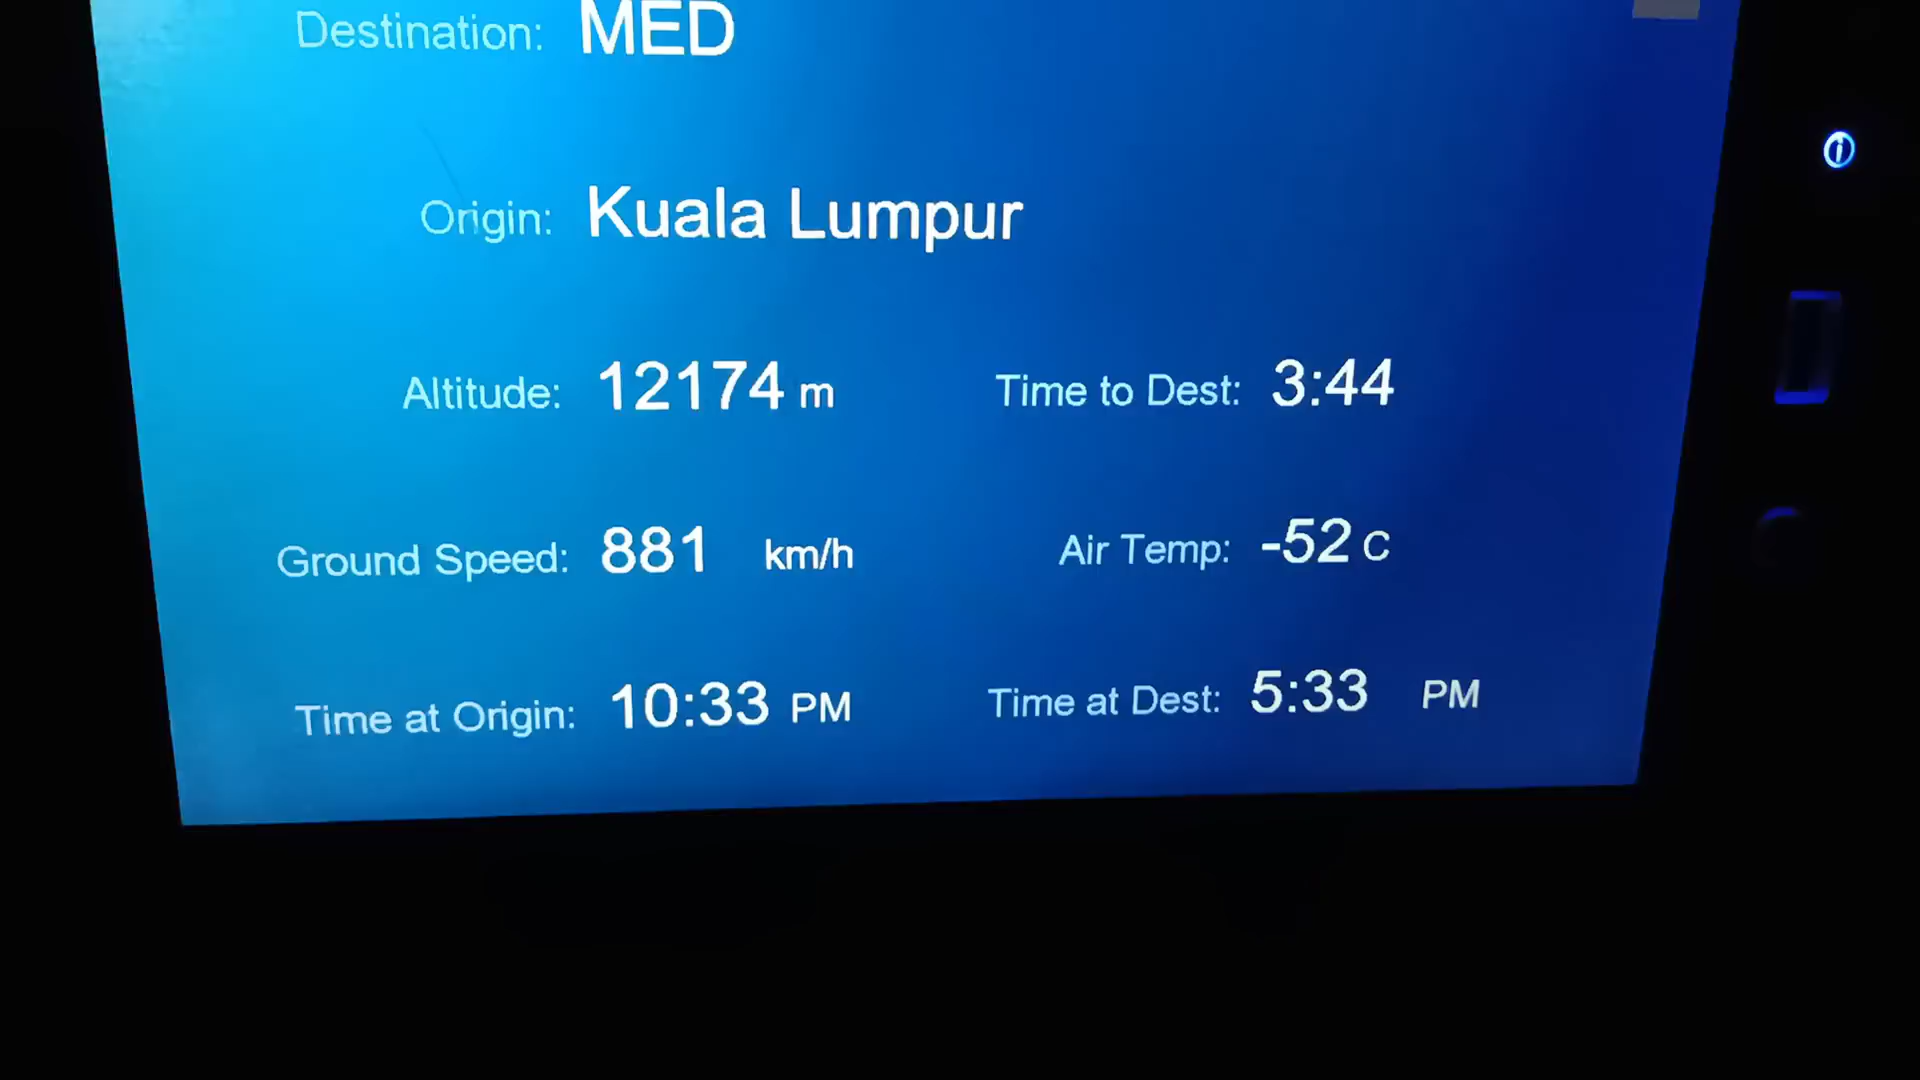 Destination: MED
Origin: Kuala Lumpur
Altitude: 12174 m Time to Dest: 3:44
Ground Speed: 881 km/h Air Temp: -52 C
Time at Origin: 10:33 PM Time at Dest: 5:33 PM